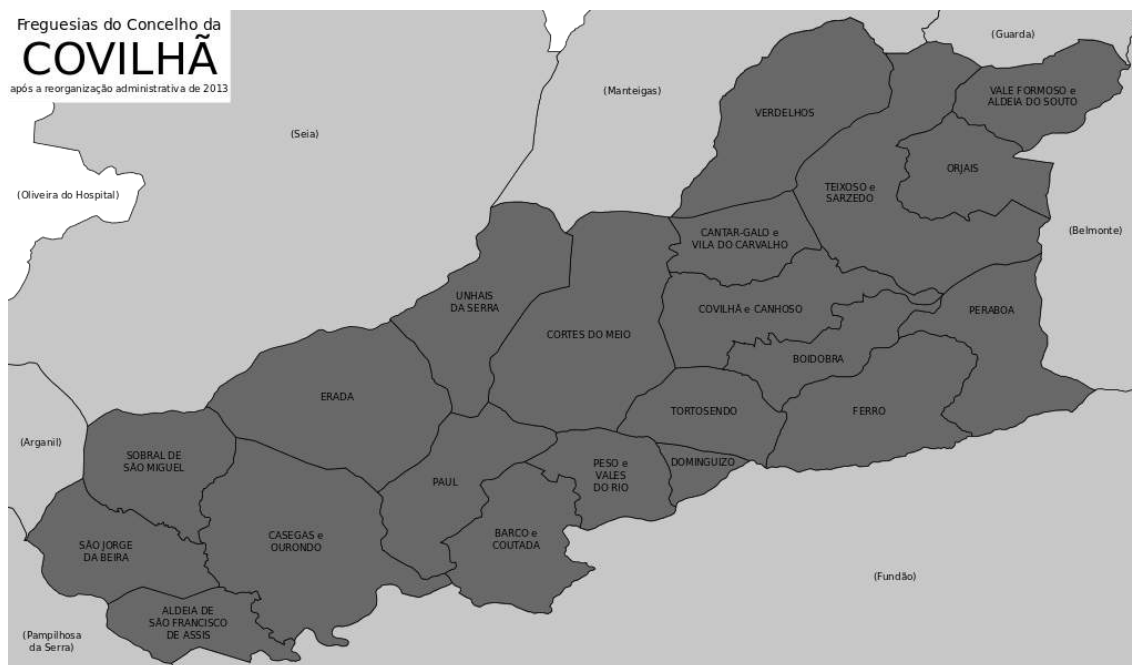 Freguesias do Concelho da
COVILHÃ
após a reorganização administrativa de 2013
(Guarda)
(Manteigas)
VALE FORMOSO e
ALDEIA DO SOUTO
VERDELHOS
(Seia)
ORJAIS
(Oliveira do Hospital)
TEIXOSO e
SARZEDO
CANTAR-GALO e
VILA DO CARVALHO
(Belmonte)
UNHAIS
DA SERRA
COVILHÃ e CANHOSO
PERABOA
CORTES DO MEIO
BOIDOBRA
ERADA
TORTOSENDO
FERRO
(Arganil)
SOBRAL DE
SÃO MIGUEL
PESO e
VALES
DO RIO
DOMINGUIZO
PAUL
CASEGAS e
OURONDO
BARCO e
COUTADA
SÃO JORGE
DA BEIRA
(Fundão)
ALDEIA DE
SÃO FRANCISCO
DE ASSIS
(Pampilhosa
da Serra)